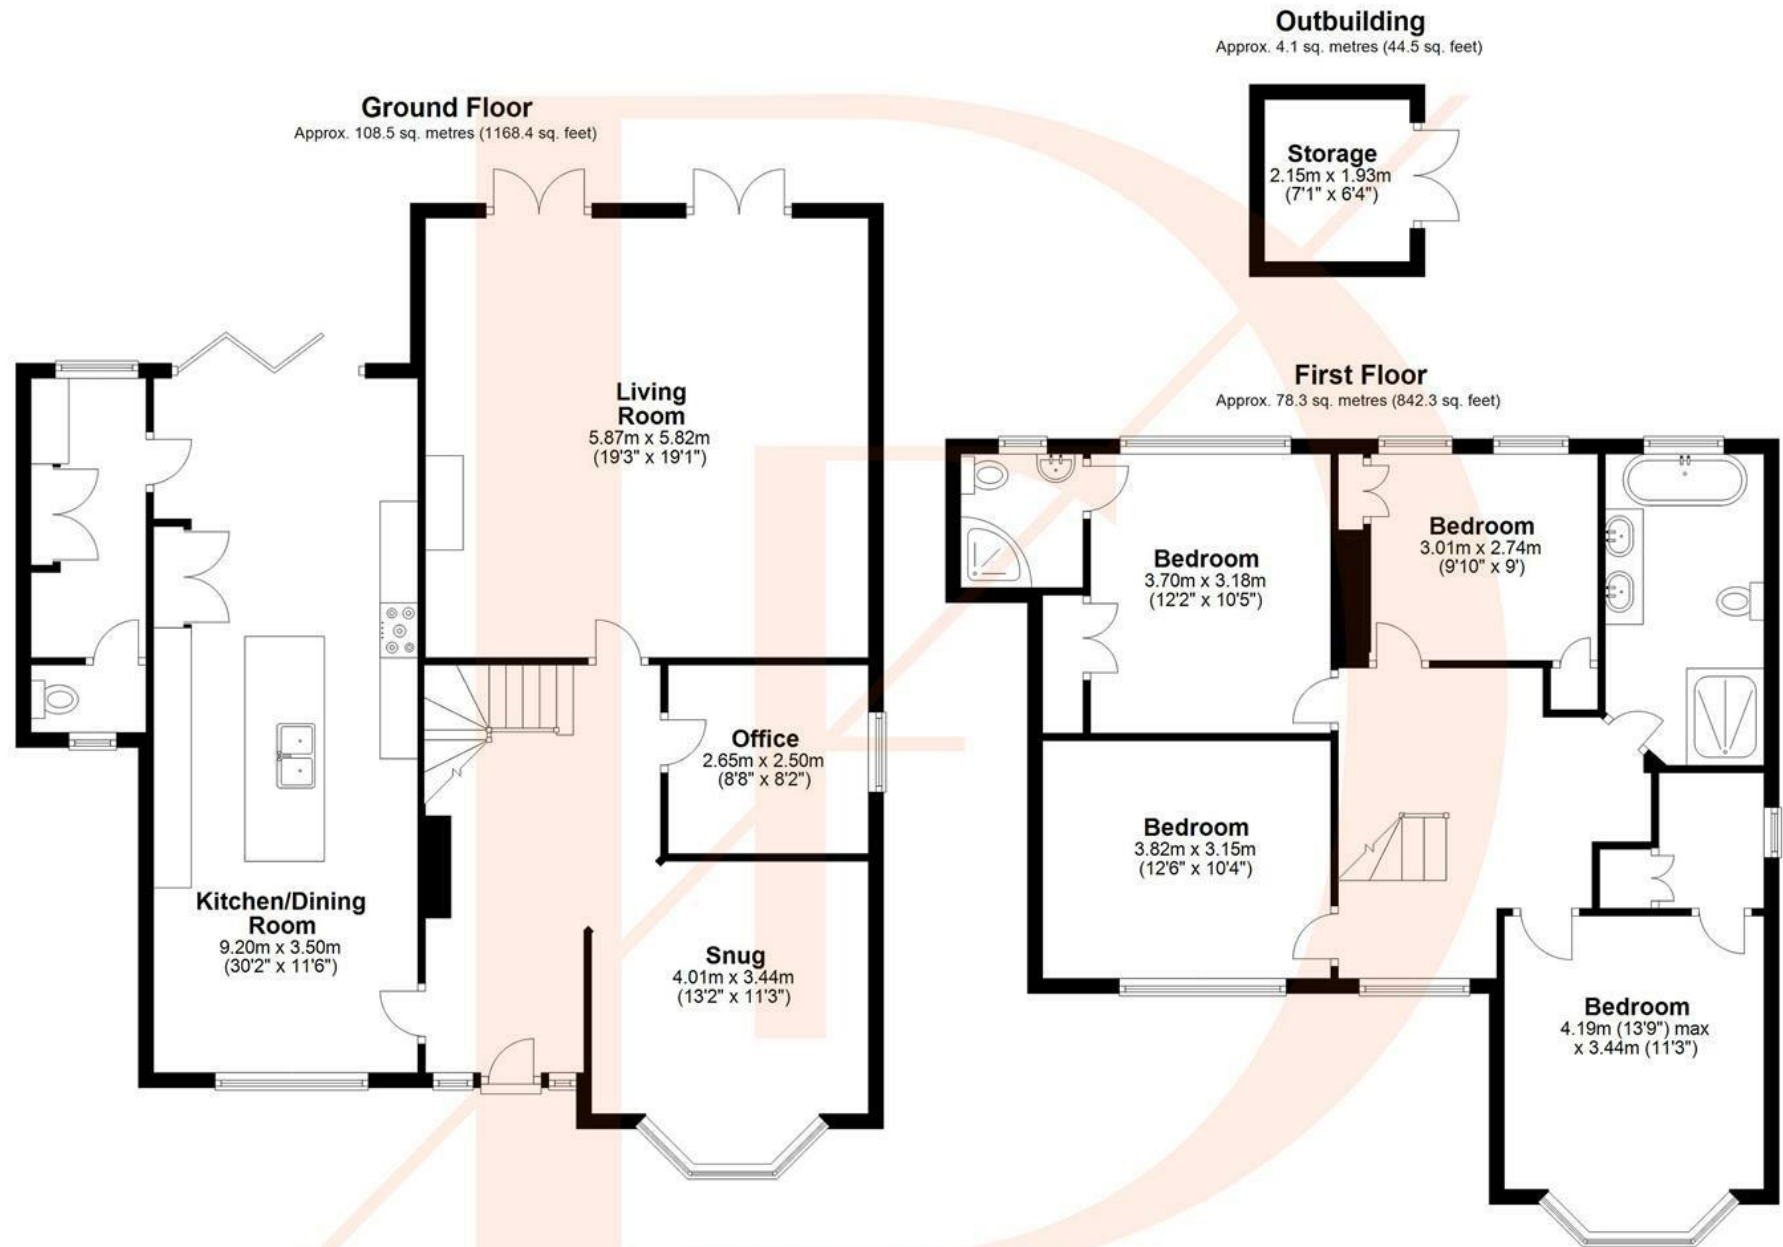 Outbuilding
Approx. 4.1 sq. metres (44.5 sq. feet)
Storage
2.15m x 1.93m
(7'1" x 6'4")
Ground Floor
Approx. 108.5 sq. metres (1168.4 sq. feet)
Living
Room
5.87m x 5.82m
(19'3" x 19'1")
Office
2.65m x 2.50m
(8'8" x 8'2")
Kitchen/Dining
Room
9.20m x 3.50m
(30'2" x 11'6")
Snug
4.01m x 3.44m
(13'2" x 11'3")
First Floor
Approx. 78.3 sq. metres (842.3 sq. feet)
Bedroom
3.70m x 3.18m
(12'2" x 10'5")
Bedroom
3.01m x 2.74m
(9'10" x 9')
Bedroom
3.82m x 3.15m
(12'6" x 10'4")
Bedroom
4.19m (13'9") max
x 3.44m (11'3")